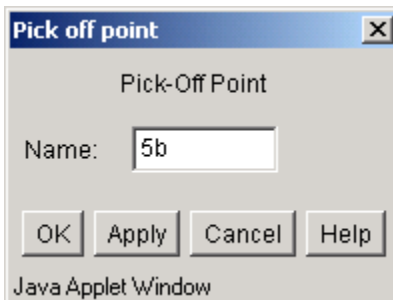 Pick off point
Pick-Off Point
Name: 5b
OK Apply Cancel Help
Java Applet Window